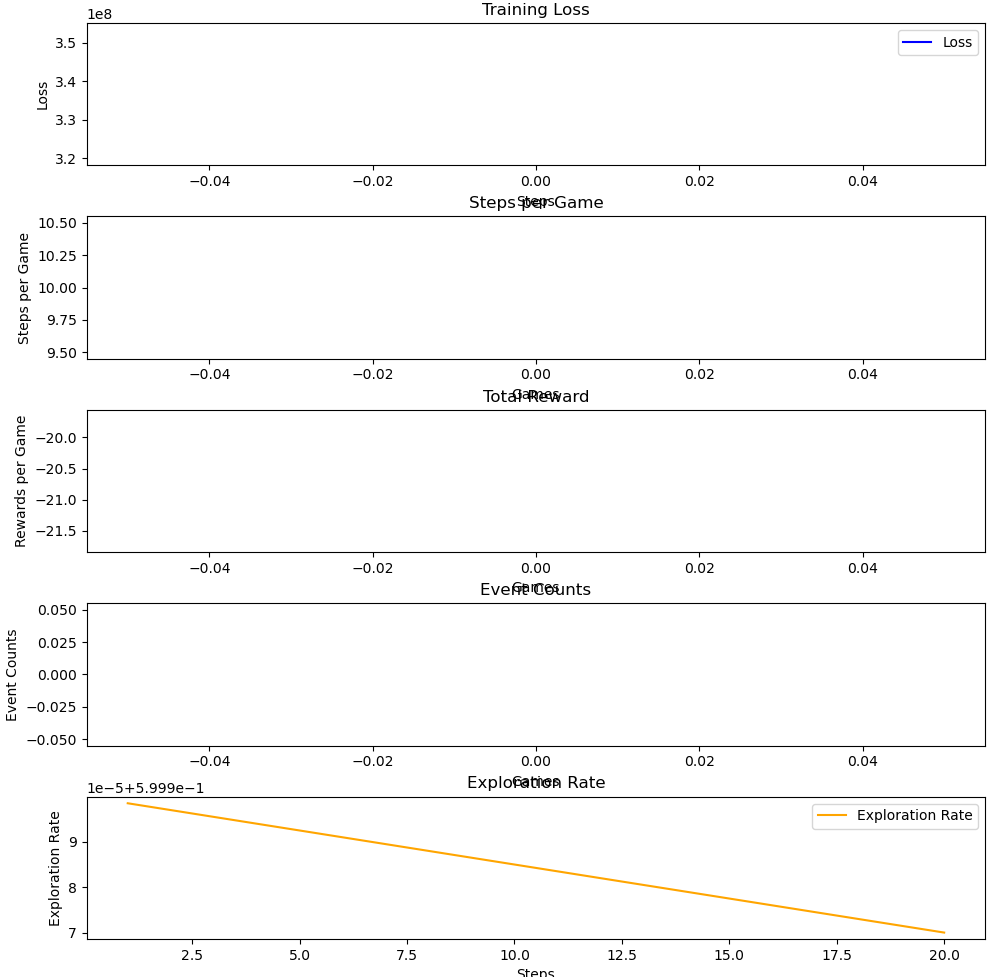 Training Loss
1e8
3.5
3.4
3.3
3.2
Loss
Loss
−0.04 −0.02 0.00 0.02 0.04
Steps
Steps per Game
10.50
10.25
10.00
9.75
9.50
Steps per Game
−0.04 −0.02 0.00 0.02 0.04
Games
Total Reward
−20.0
−20.5
−21.0
−21.5
Rewards per Game
−0.04 −0.02 0.00 0.02 0.04
Games
Event Counts
0.050
0.025
0.000
−0.025
−0.050
Event Counts
−0.04 −0.02 0.00 0.02 0.04
Games
Exploration Rate
1e−5+5.999e−1
9
8
7
Exploration Rate
Exploration Rate
2.5 5.0 7.5 10.0 12.5 15.0 17.5 20.0
Steps